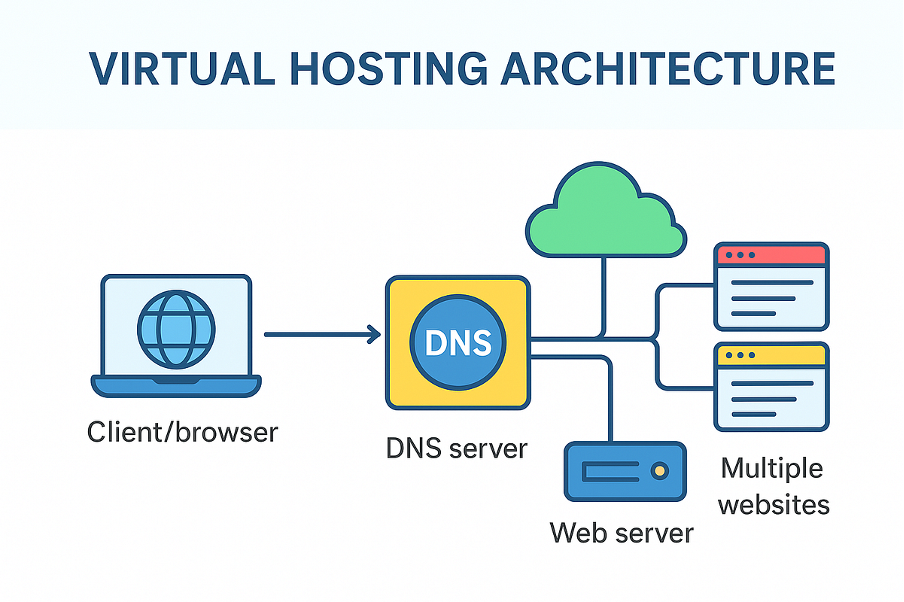 VIRTUAL HOSTING ARCHITECTURE
DNS
Client/browser
DNS server
Web server
Multiple
websites